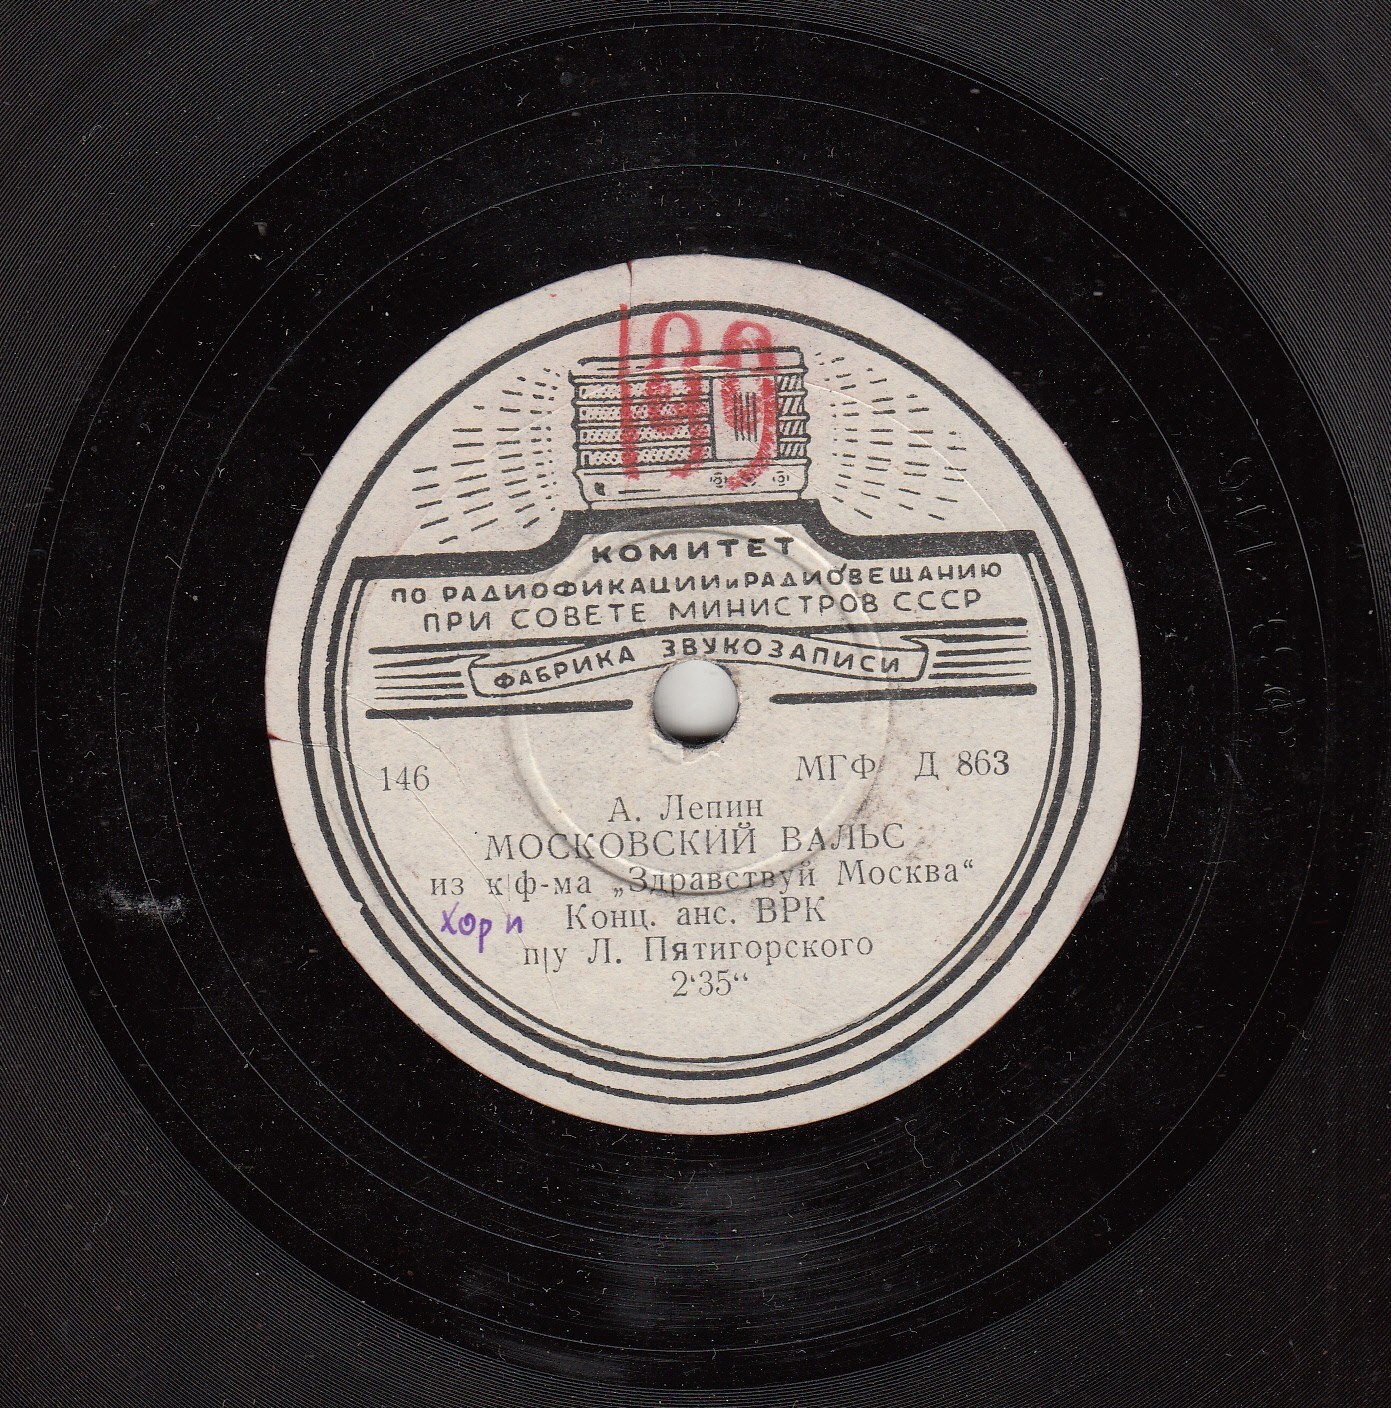 199
КОМИТЕТ
ПО РАДИОФИКАЦИИ и РАДИОВЕЩАНИЮ
ПРИ СОВЕТЕ МИНИСТРОВ СССР
ФАБРИКА ЗВУКОЗАПИСИ
146 МГФ Д 863
А. Лепин
МОСКОВСКИЙ ВАЛЬС
из к|ф-ма „Здравствуй Москва“
Хор и Конц. анс. ВРК
п|у Л. Пятигорского
2‘35“